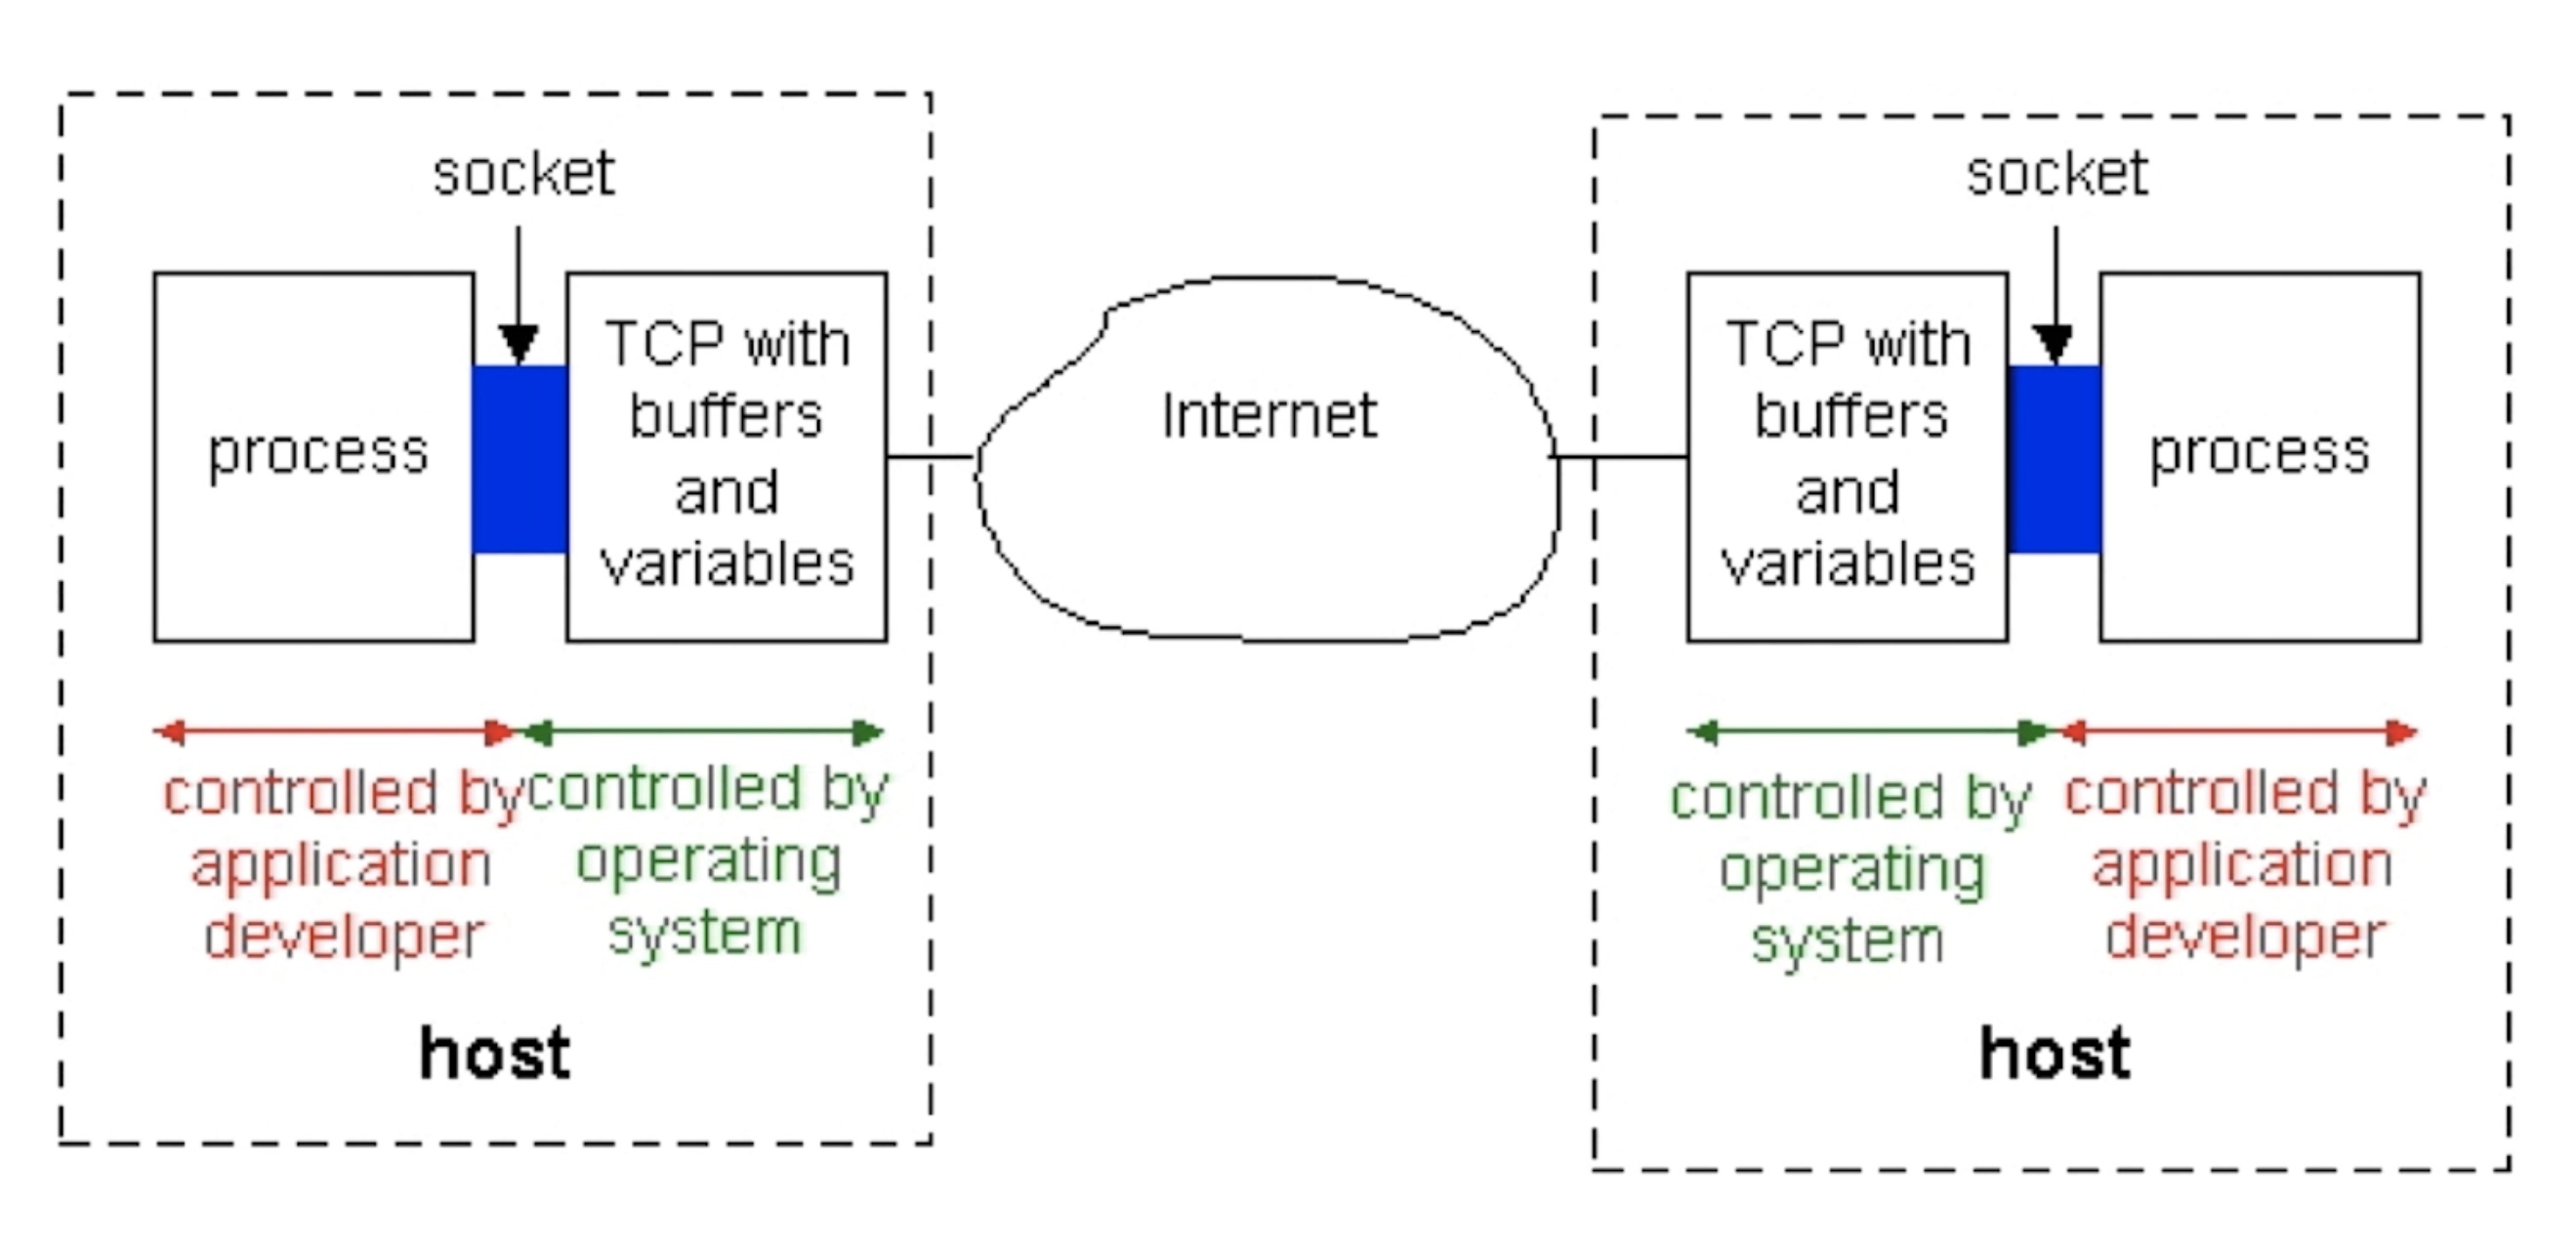 socket
process
TCP with
buffers
and
variables
controlled by
application
developer
controlled by
operating
system
host
Internet
socket
TCP with
buffers
and
variables
process
controlled by
operating
system
controlled by
application
developer
host